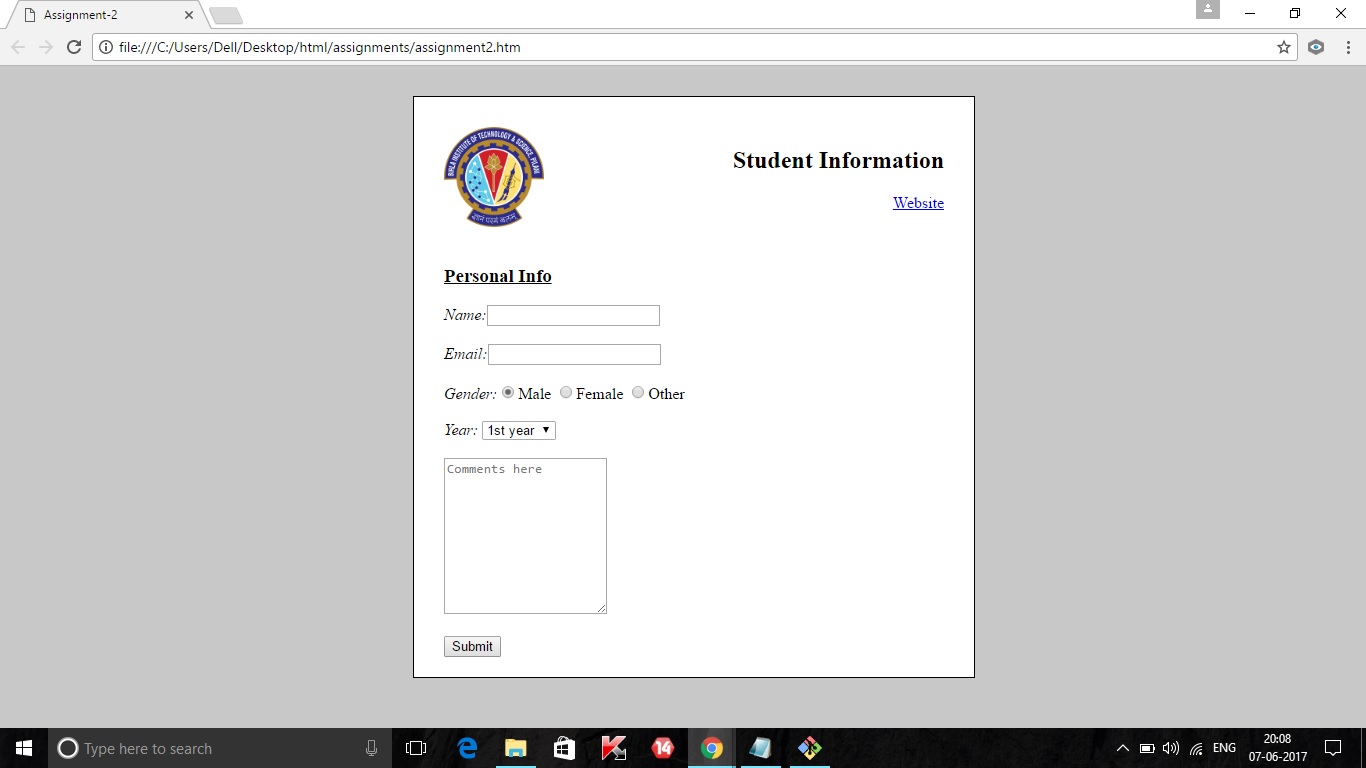 Assignment-2
file:///C:/Users/Dell/Desktop/html/assignments/assignment2.htm
BIRLA INSTITUTE OF TECHNOLOGY & SCIENCE, PILANI
ज्ञानं परमं बलम्
Student Information
Website
Personal Info
Name:
Email:
Gender: Male Female Other
Year: 1st year
Comments here
Submit
Type here to search
14
ENG
20:08
07-06-2017